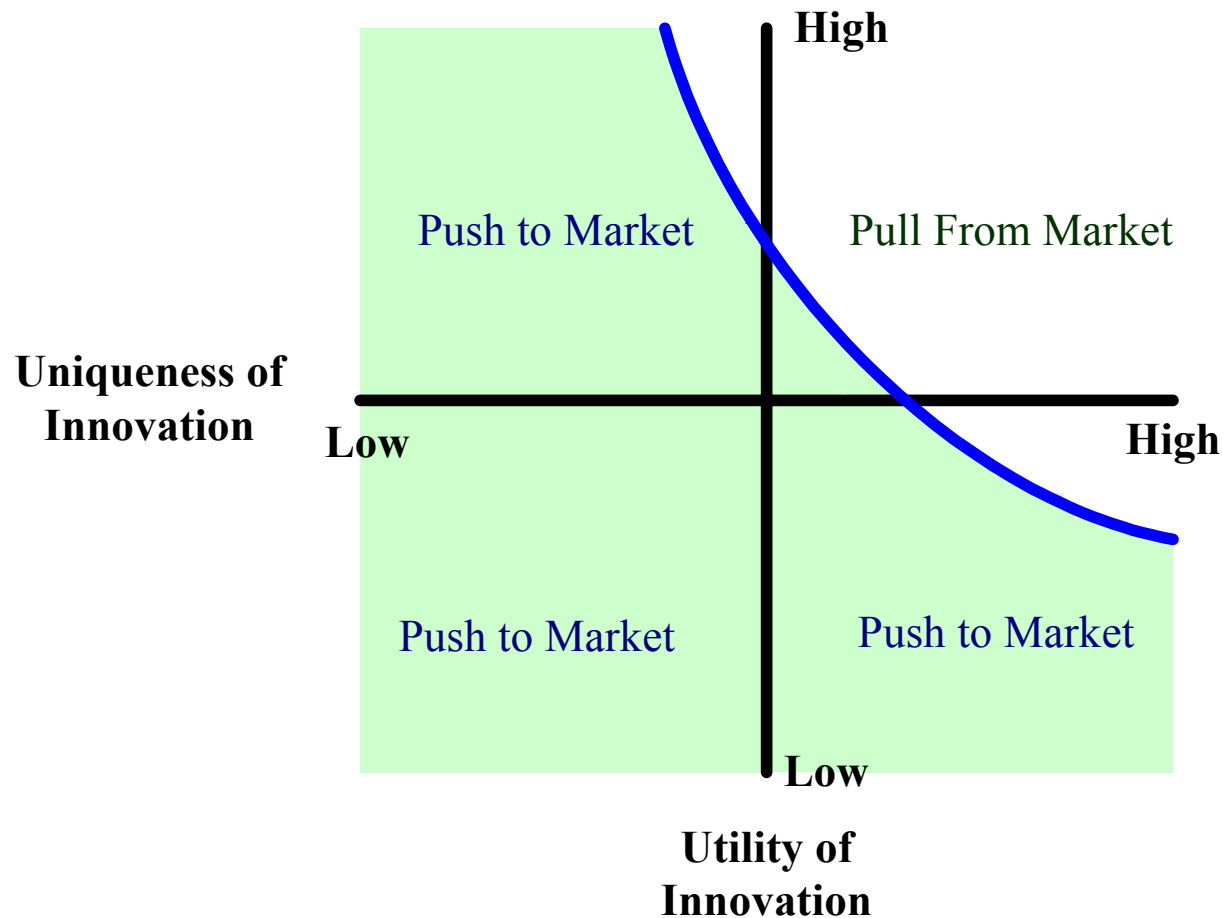 High
Push to Market
Pull From Market
Uniqueness of
Innovation
Low
High
Push to Market
Push to Market
Low
Utility of
Innovation